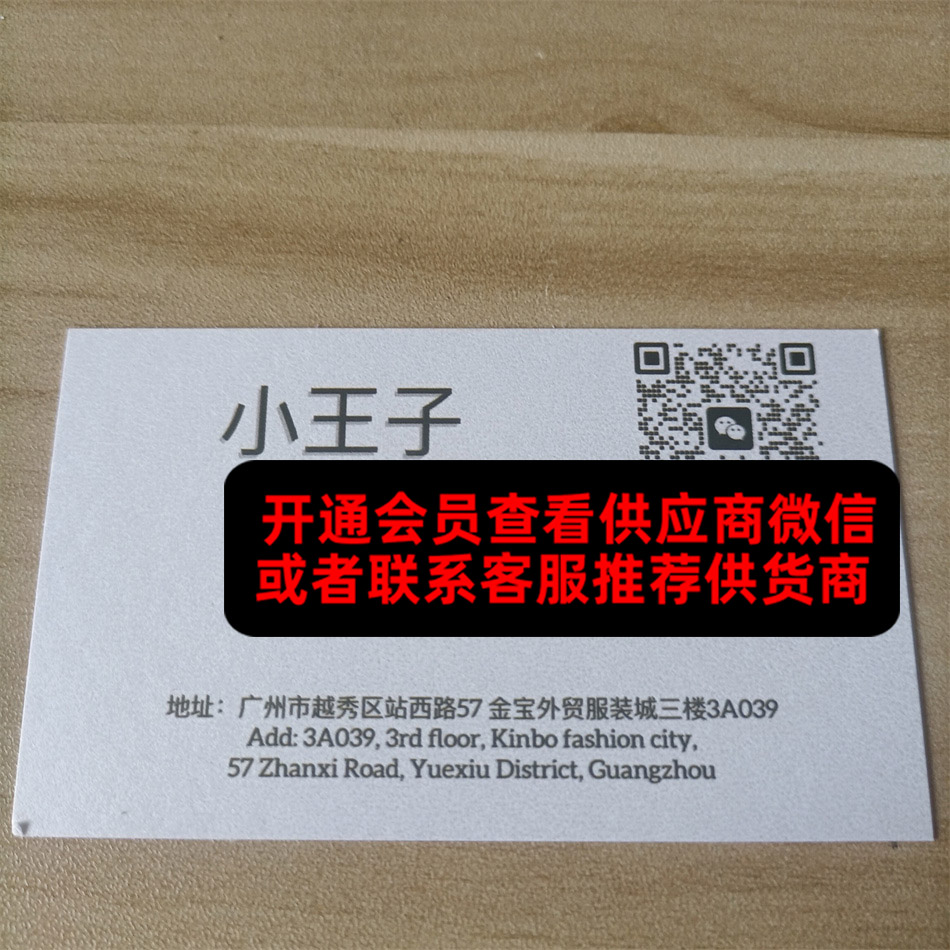 小王子
开通会员查看供应商微信
或者联系客服推荐供货商
地址：广州市越秀区站西路57 金宝外贸服装城三楼3A039
Add: 3A039, 3rd floor, Kinbo fashion city,
57 Zhanxi Road, Yuexiu District, Guangzhou